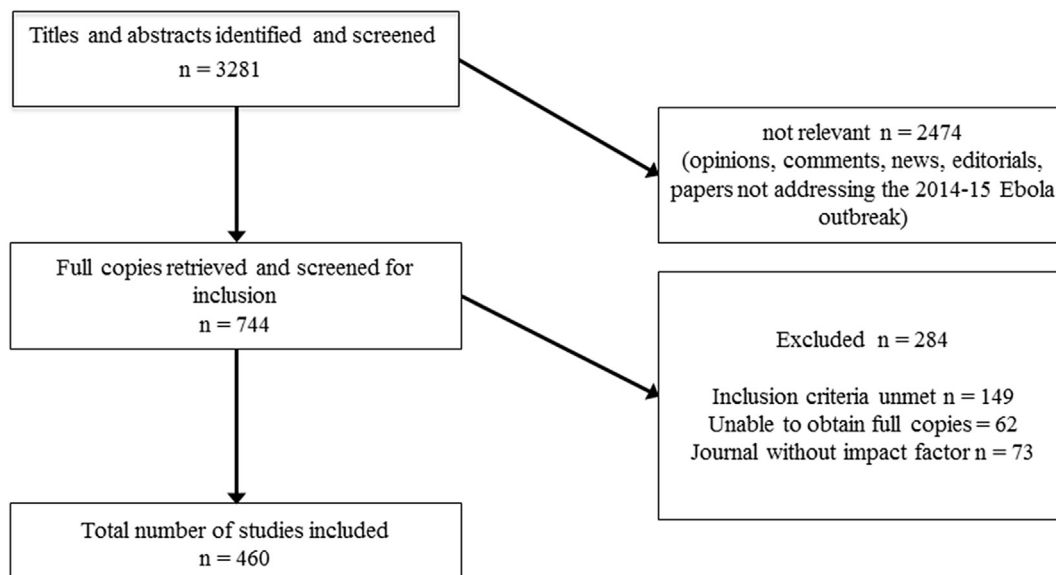 Titles and abstracts identified and screened
n = 3281
not relevant n = 2474
(opinions, comments, news, editorials,
papers not addressing the 2014-15 Ebola
outbreak)
Full copies retrieved and screened for
inclusion
n = 744
Excluded n = 284
Inclusion criteria unmet n = 149
Unable to obtain full copies = 62
Journal without impact factor n = 73
Total number of studies included
n = 460